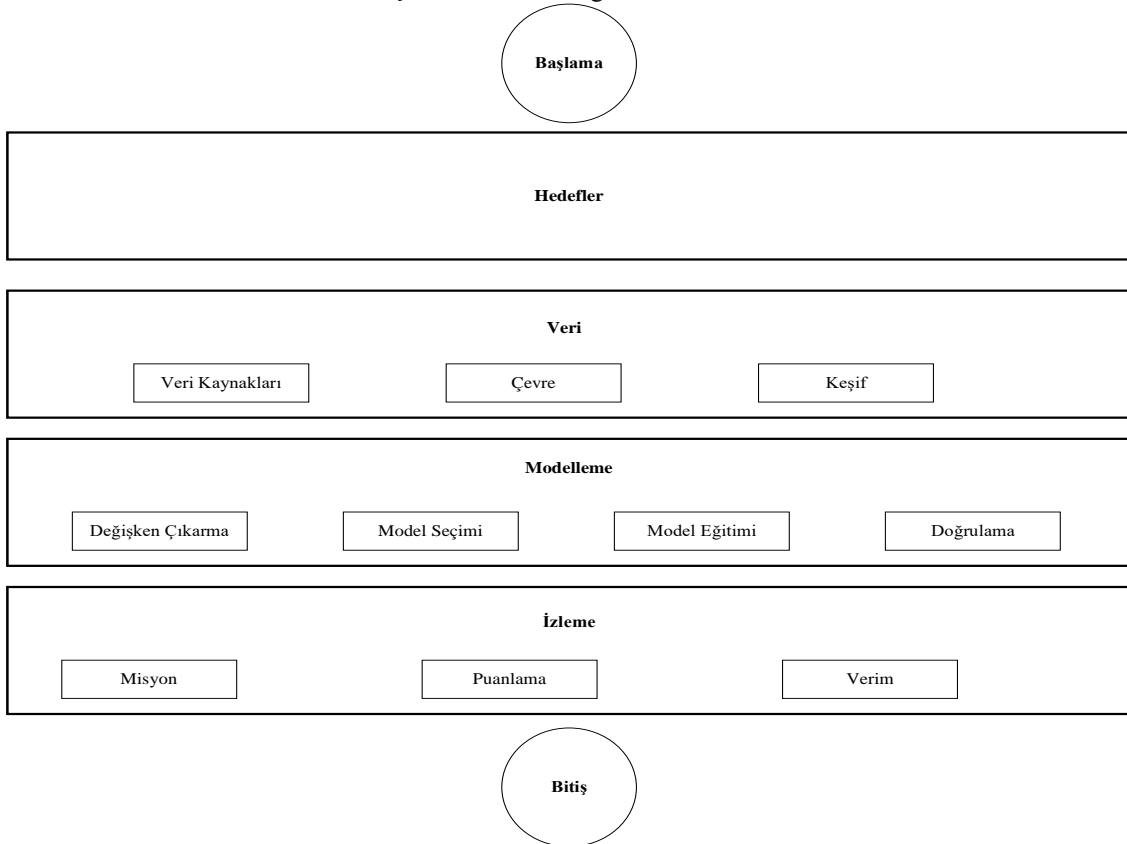 Başlama
Hedefler
Veri
Veri Kaynakları
Çevre
Keşif
Modelleme
Değişken Çıkarma
Model Seçimi
Model Eğitimi
Doğrulama
İzleme
Misyon
Puanlama
Verim
Bitiş